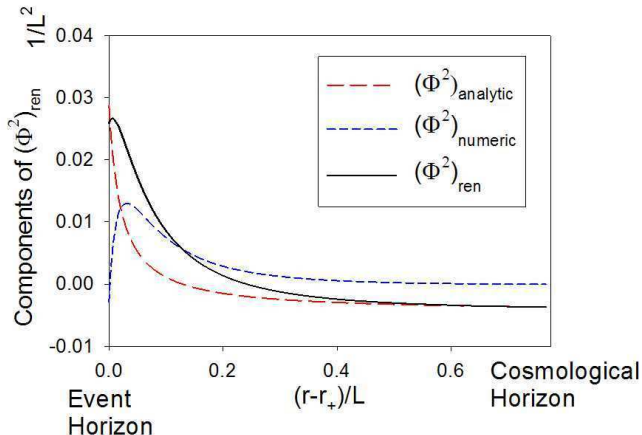 Components of (Φ²)ren 1/L²
0.04
0.03
0.02
0.01
0.00
-0.01
(Φ²)analytic
(Φ²)numeric
(Φ²)ren
0.0 0.2 0.4 0.6
Event
Horizon
(r-r+)/L
Cosmological
Horizon